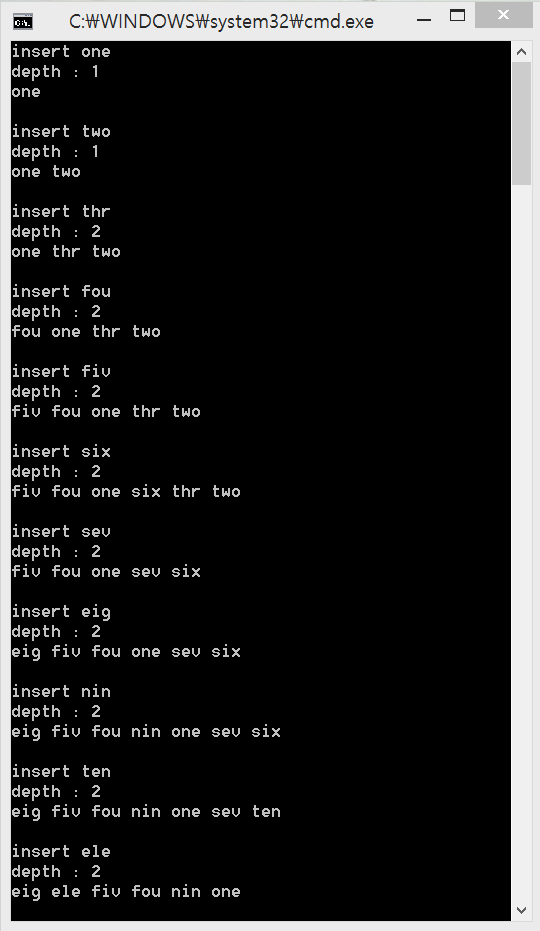 C:\WINDOWS\system32\cmd.exe
insert one
depth : 1
one
insert two
depth : 1
one two
insert thr
depth : 2
one thr two
insert fou
depth : 2
fou one thr two
insert fiv
depth : 2
fiv fou one thr two
insert six
depth : 2
fiv fou one six thr two
insert sev
depth : 2
fiv fou one sev six
insert eig
depth : 2
eig fiv fou one sev six
insert nin
depth : 2
eig fiv fou nin one sev six
insert ten
depth : 2
eig fiv fou nin one sev ten
insert ele
depth : 2
eig ele fiv fou nin one